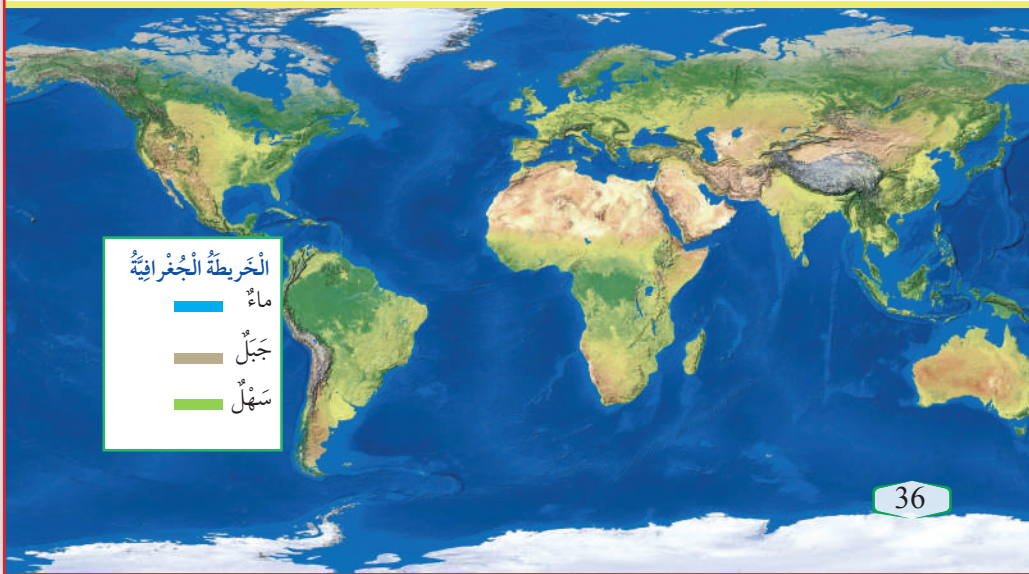 الْخَريطَةُ الْجُغْرافِيَّةُ
ماءٌ
جَبَلٌ
سَهْلٌ
36